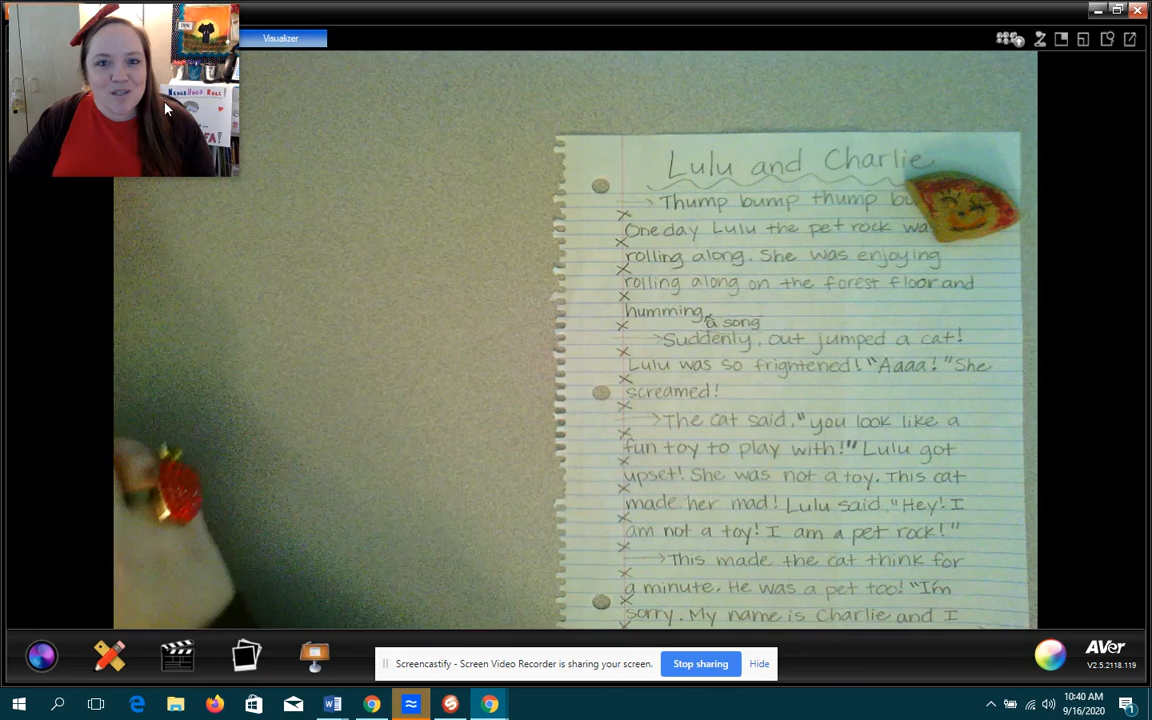 Visualizer
Lulu and Charlie
Thump bump thump
One day Lulu the pet rock
rolling along. She was enjoying
rolling along on the forest floor and
humming a song
Suddenly, out jumped a cat!
Lulu was so frightened! "Aaaa!" She
screamed!
The cat said, "you look like a
fun toy to play with!" Lulu got
upset! She was not a toy. This cat
made her mad! Lulu said, "Hey! I
am not a toy! I am a pet rock!"
This made the cat think for
a minute. He was a pet too! "I'm
sorry. My name is Charlie and I
Screencastify - Screen Video Recorder is sharing your screen.
Stop sharing
Hide
AVer
V2.5.2118.119
10:40 AM
9/16/2020